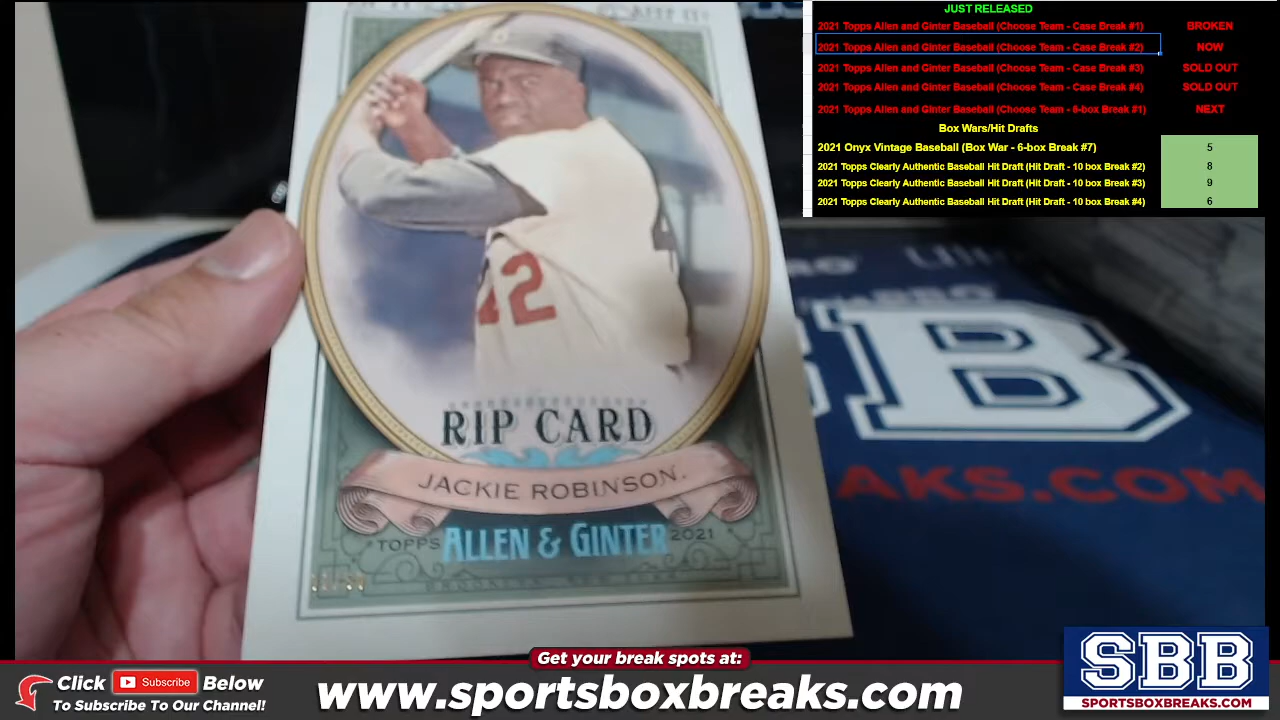 JUST RELEASED
2021 Topps Allen and Ginter Baseball (Choose Team - Case Break #1) BROKEN
2021 Topps Allen and Ginter Baseball (Choose Team - Case Break #2) NOW
2021 Topps Allen and Ginter Baseball (Choose Team - Case Break #3) SOLD OUT
2021 Topps Allen and Ginter Baseball (Choose Team - Case Break #4) SOLD OUT
2021 Topps Allen and Ginter Baseball (Choose Team - 6-box Break #1) NEXT
Box Wars/Hit Drafts
2021 Onyx Vintage Baseball (Box War - 6-box Break #7) 5
2021 Topps Clearly Authentic Baseball Hit Draft (Hit Draft - 10 box Break #2) 8
2021 Topps Clearly Authentic Baseball Hit Draft (Hit Draft - 10 box Break #3) 9
2021 Topps Clearly Authentic Baseball Hit Draft (Hit Draft - 10 box Break #4) 6
42
RIP CARD
JACKIE ROBINSON
TOPPS ALLEN & GINTER 2021
B
AKS.COM
Get your break spots at:
Click Subscribe Below
To Subscribe To Our Channel!
www.sportsboxbreaks.com
SBB
SPORTSBOXBREAKS.COM